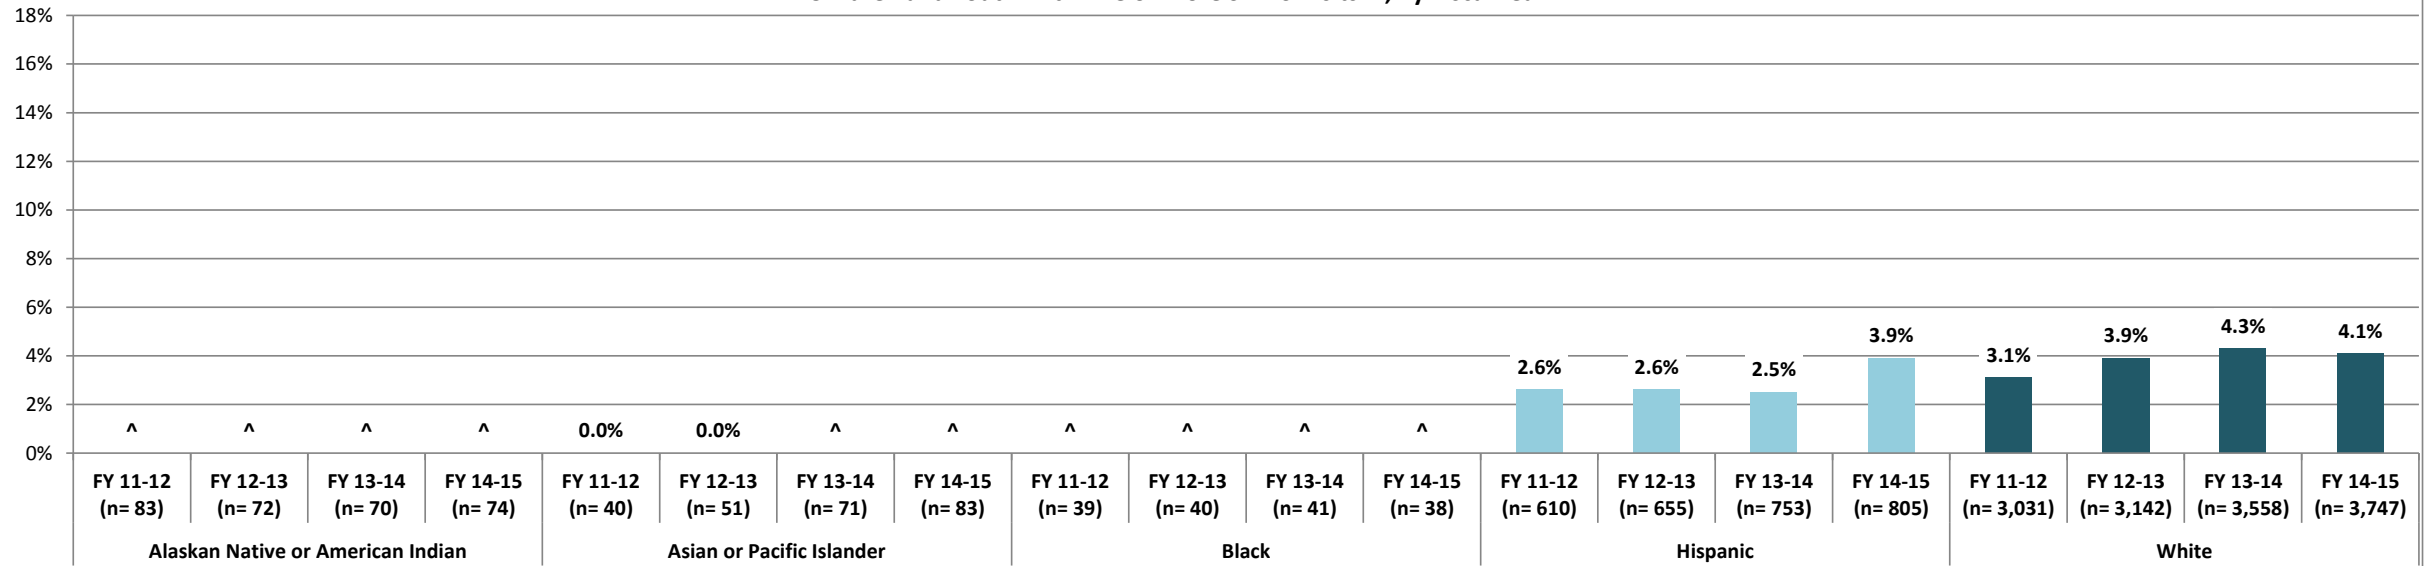 18%
16%
14%
12%
10%
8%
6%
4%
2%
0%
^ ^ ^ ^ 0.0% 0.0% ^ ^ ^ ^ ^ ^ 2.6% 2.6% 2.5% 3.9% 3.1% 3.9% 4.3% 4.1%
FY 11-12 FY 12-13 FY 13-14 FY 14-15 FY 11-12 FY 12-13 FY 13-14 FY 14-15 FY 11-12 FY 12-13 FY 13-14 FY 14-15 FY 11-12 FY 12-13 FY 13-14 FY 14-15 FY 11-12 FY 12-13 FY 13-14 FY 14-15
(n= 83) (n= 72) (n= 70) (n= 74) (n= 40) (n= 51) (n= 71) (n= 83) (n= 39) (n= 40) (n= 41) (n= 38) (n= 610) (n= 655) (n= 753) (n= 805) (n= 3,031) (n= 3,142) (n= 3,558) (n= 3,747)
Alaskan Native or American Indian Asian or Pacific Islander Black Hispanic White